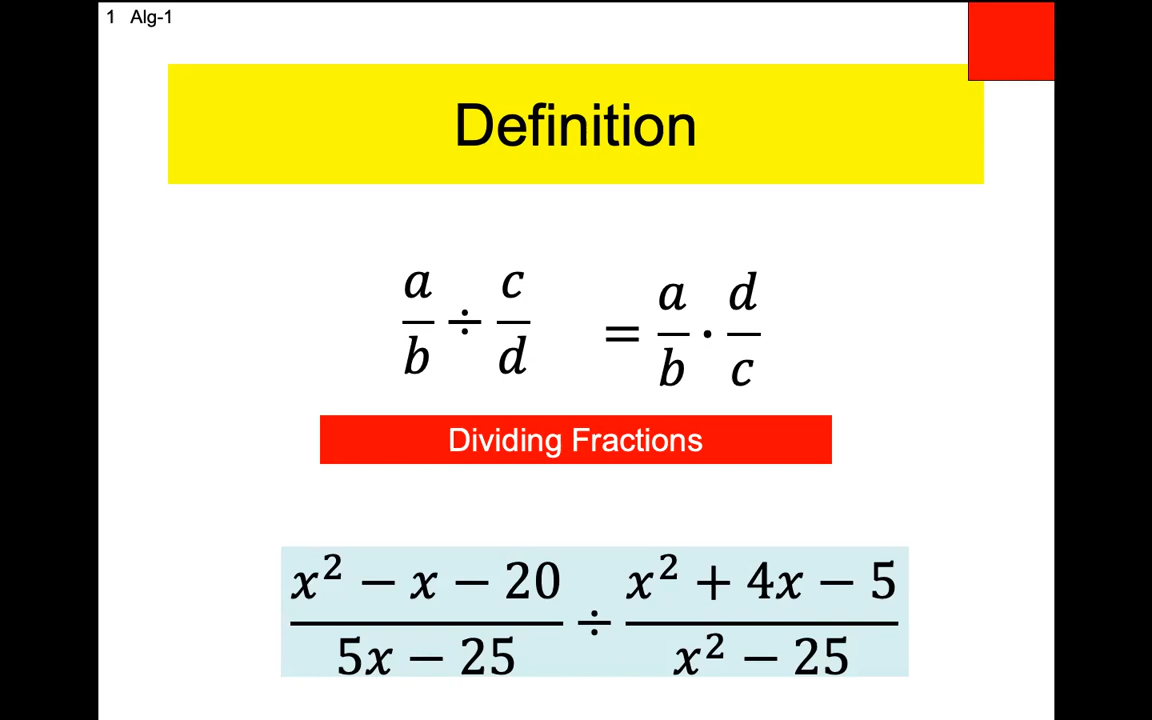 1 Alg-1
Definition
a/b ÷ c/d = a/b · d/c
Dividing Fractions
(x² − x − 20)/(5x − 25) ÷ (x² + 4x − 5)/(x² − 25)